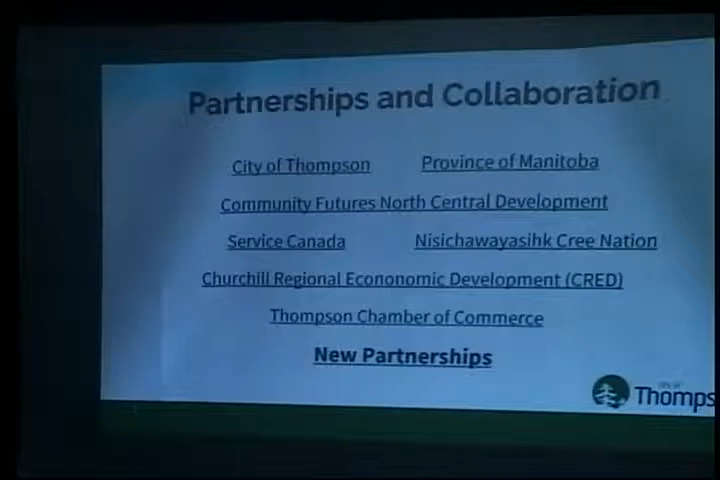 Partnerships and Collaboration
City of Thompson Province of Manitoba
Community Futures North Central Development
Service Canada Nisichawayasihk Cree Nation
Churchill Regional Econonomic Development (CRED)
Thompson Chamber of Commerce
New Partnerships
Thomps